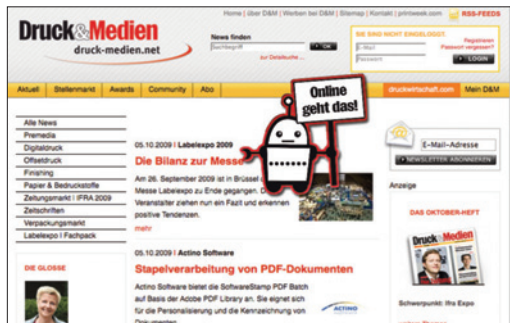 Home | über D&M | Werben bei D&M | Sitemap | Kontakt | printweek.com
RSS-FEEDS
Druck&Medien
druck-medien.net
News finden
Suchbegriff
OK
zur Detailsuche ...
SIE SIND NICHT EINGELOGGT.
E-Mail
Registrieren
Passwort vergessen?
Passwort
LOGIN
Aktuell
Stellenmarkt
Awards
Community
Abo
druckwirtschaft.com
Mein D&M
Online
geht das!
Alle News
Premedia
Digitaldruck
Offsetdruck
Finishing
Papier & Bedruckstoffe
Zeitungsmarkt | IFRA 2009
Zeitschriften
Verpackungsmarkt
Labelexpo | Fachpack
DIE GLOSSE
05.10.2009 | Labelexpo 2009
Die Bilanz zur Messe
Am 26. September 2009 ist in Brüssel
Messe Labelexpo zu Ende gegangen.
Veranstalter ziehen nun ein Fazit und erkennen
positive Tendenzen.
mehr
05.10.2009 | Actino Software
Stapelverarbeitung von PDF-Dokumenten
Actino Software bietet die SoftwareStamp PDF Batch
auf Basis der Adobe PDF Library an. Sie eignet sich
für die Personalisierung und die Kennzeichnung von
Dokumenten
ACTINO
E-Mail-Adresse
NEWSLETTER ABONNIEREN
Anzeige
DAS OKTOBER-HEFT
Druck&Medien
Schwerpunkt: Ifra Expo